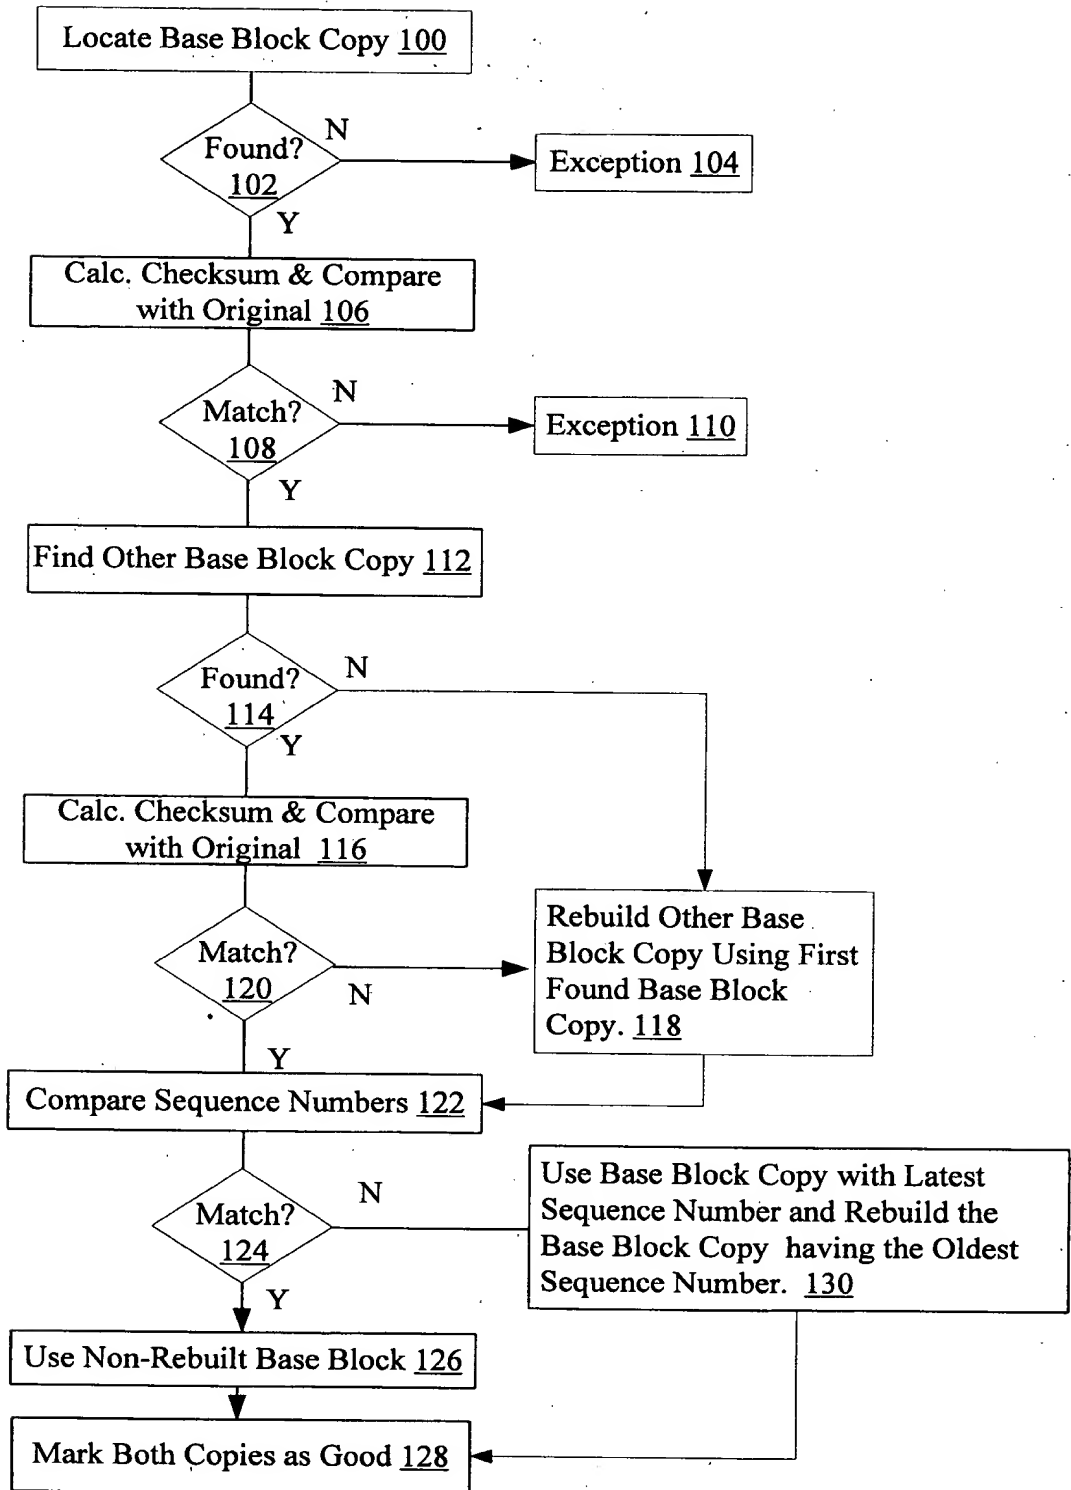 Locate Base Block Copy 100
N
Found?
102
Exception 104
Y
Calc. Checksum & Compare
with Original 106
N
Match?
108
Exception 110
Y
Find Other Base Block Copy 112
N
Found?
114
Y
Calc. Checksum & Compare
with Original 116
Match?
120
N
Rebuild Other Base
Block Copy Using First
Found Base Block
Copy. 118
Y
Compare Sequence Numbers 122
N
Match?
124
Use Base Block Copy with Latest
Sequence Number and Rebuild the
Base Block Copy having the Oldest
Sequence Number. 130
Y
Use Non-Rebuilt Base Block 126
Mark Both Copies as Good 128